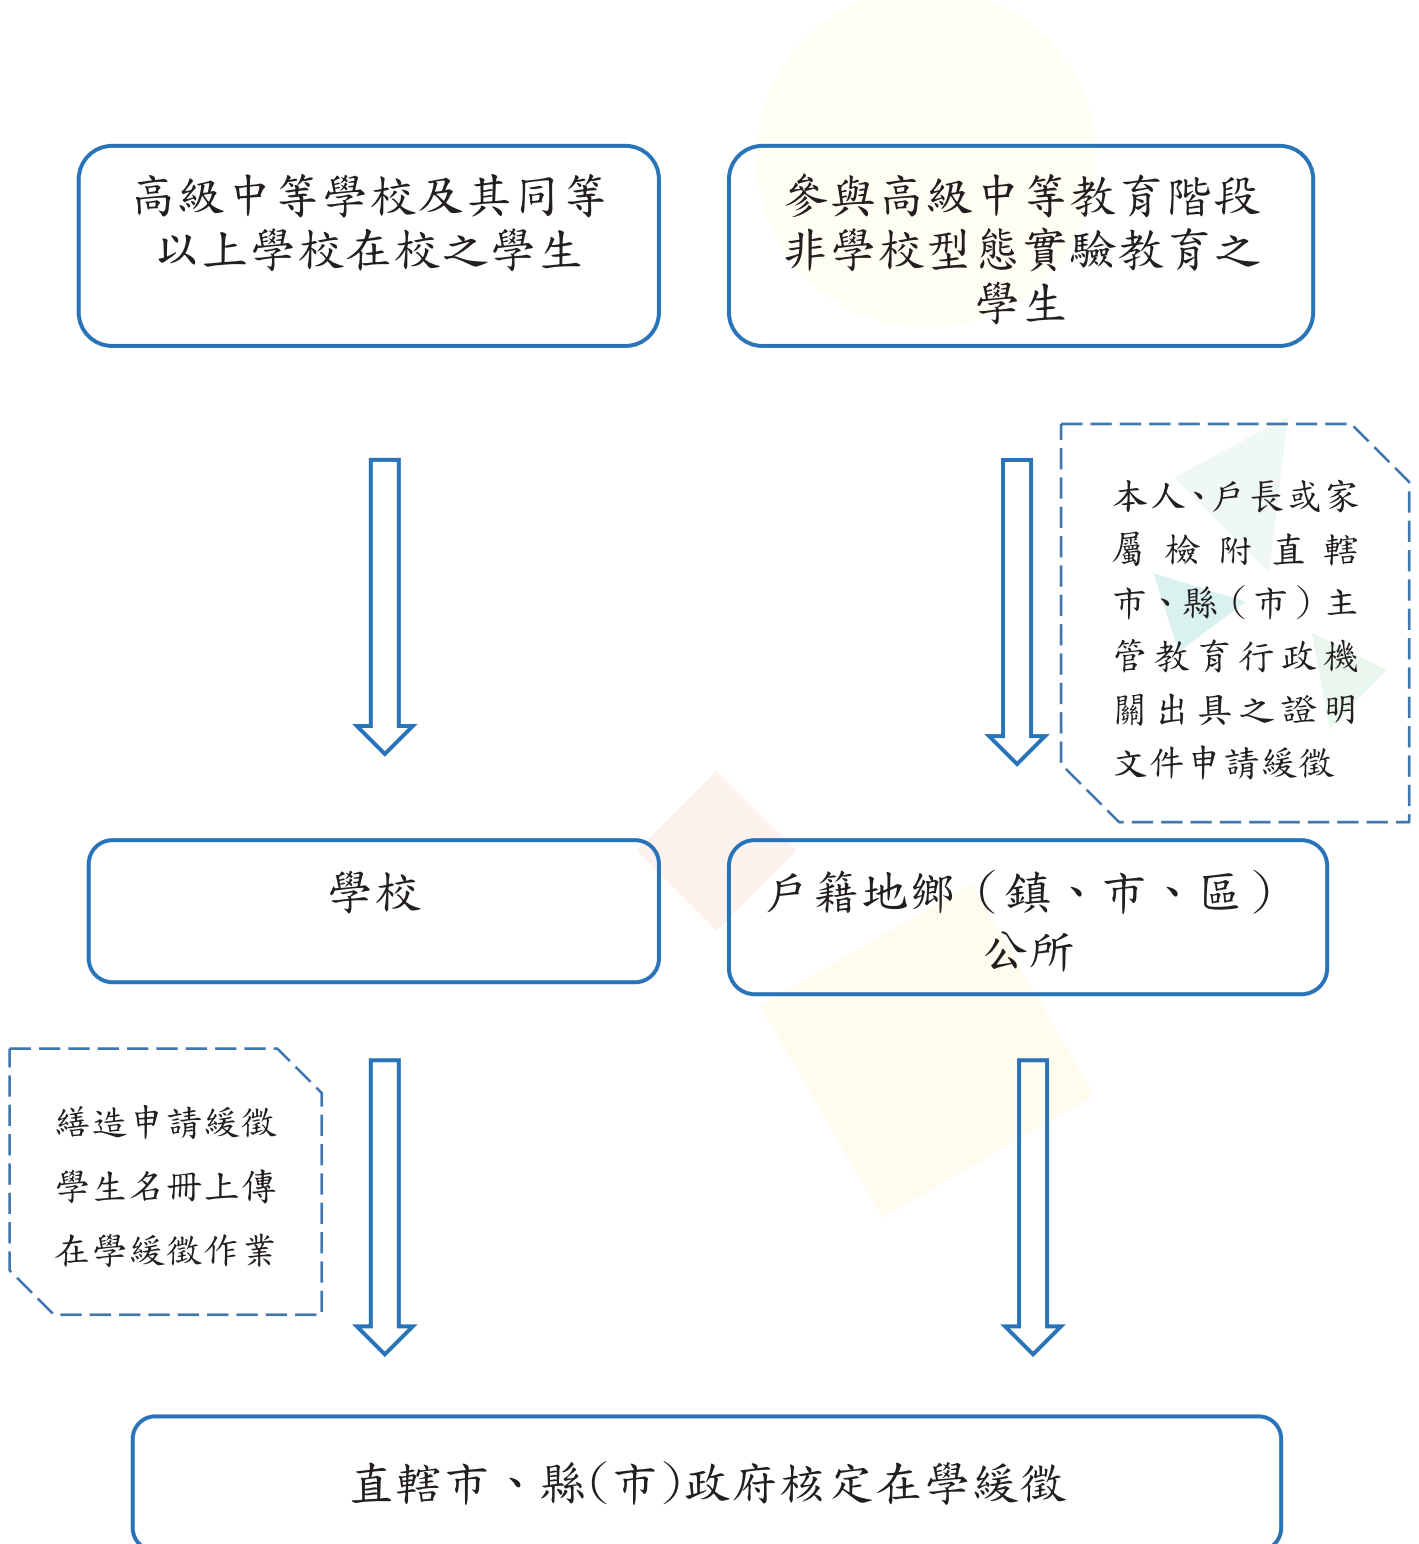 高級中等學校及其同等
以上學校在校之學生
參與高級中等教育階段
非學校型態實驗教育之
學生
本人、戶長或家
屬檢附直轄
市、縣（市）主
管教育行政機
關出具之證明
文件申請緩徵
學校
戶籍地鄉（鎮、市、區）
公所
繕造申請緩徵
學生名冊上傳
在學緩徵作業
直轄市、縣(市)政府核定在學緩徵